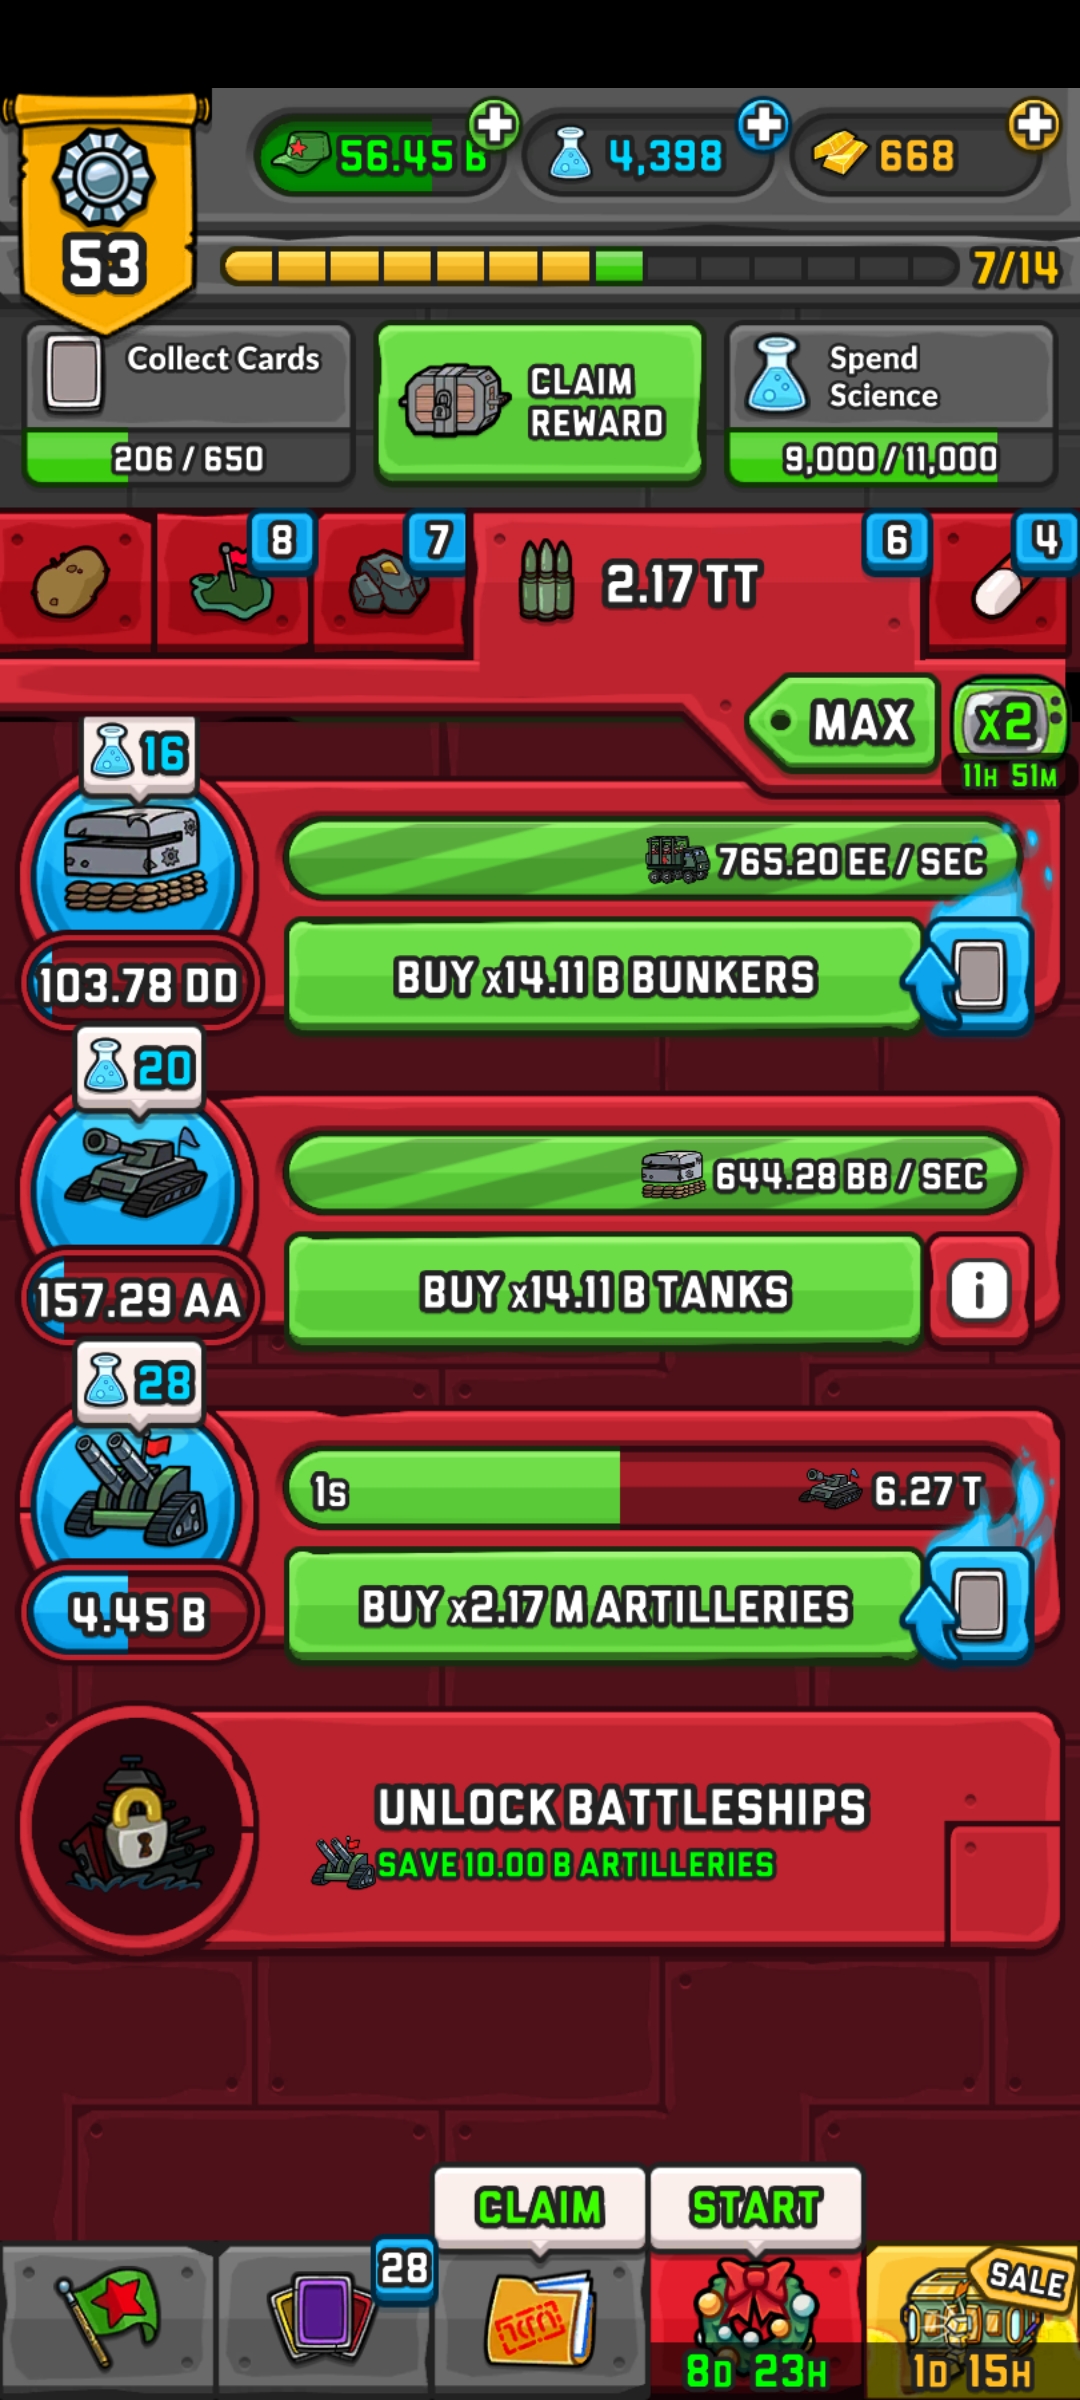 56.45 B
4,398
668
53
7/14
Collect Cards
206 / 650
CLAIM
REWARD
Spend
Science
9,000 / 11,000
8
7
2.17 TT
6
4
MAX
x2
11H 51M
16
765.20 EE / SEC
103.78 DD
BUY x14.11 B BUNKERS
20
644.28 BB / SEC
157.29 AA
BUY x14.11 B TANKS
i
28
1s
6.27 T
4.45 B
BUY x2.17 M ARTILLERIES
UNLOCK BATTLESHIPS
SAVE 10.00 B ARTILLERIES
CLAIM
START
28
SALE
8D 23H
1D 15H